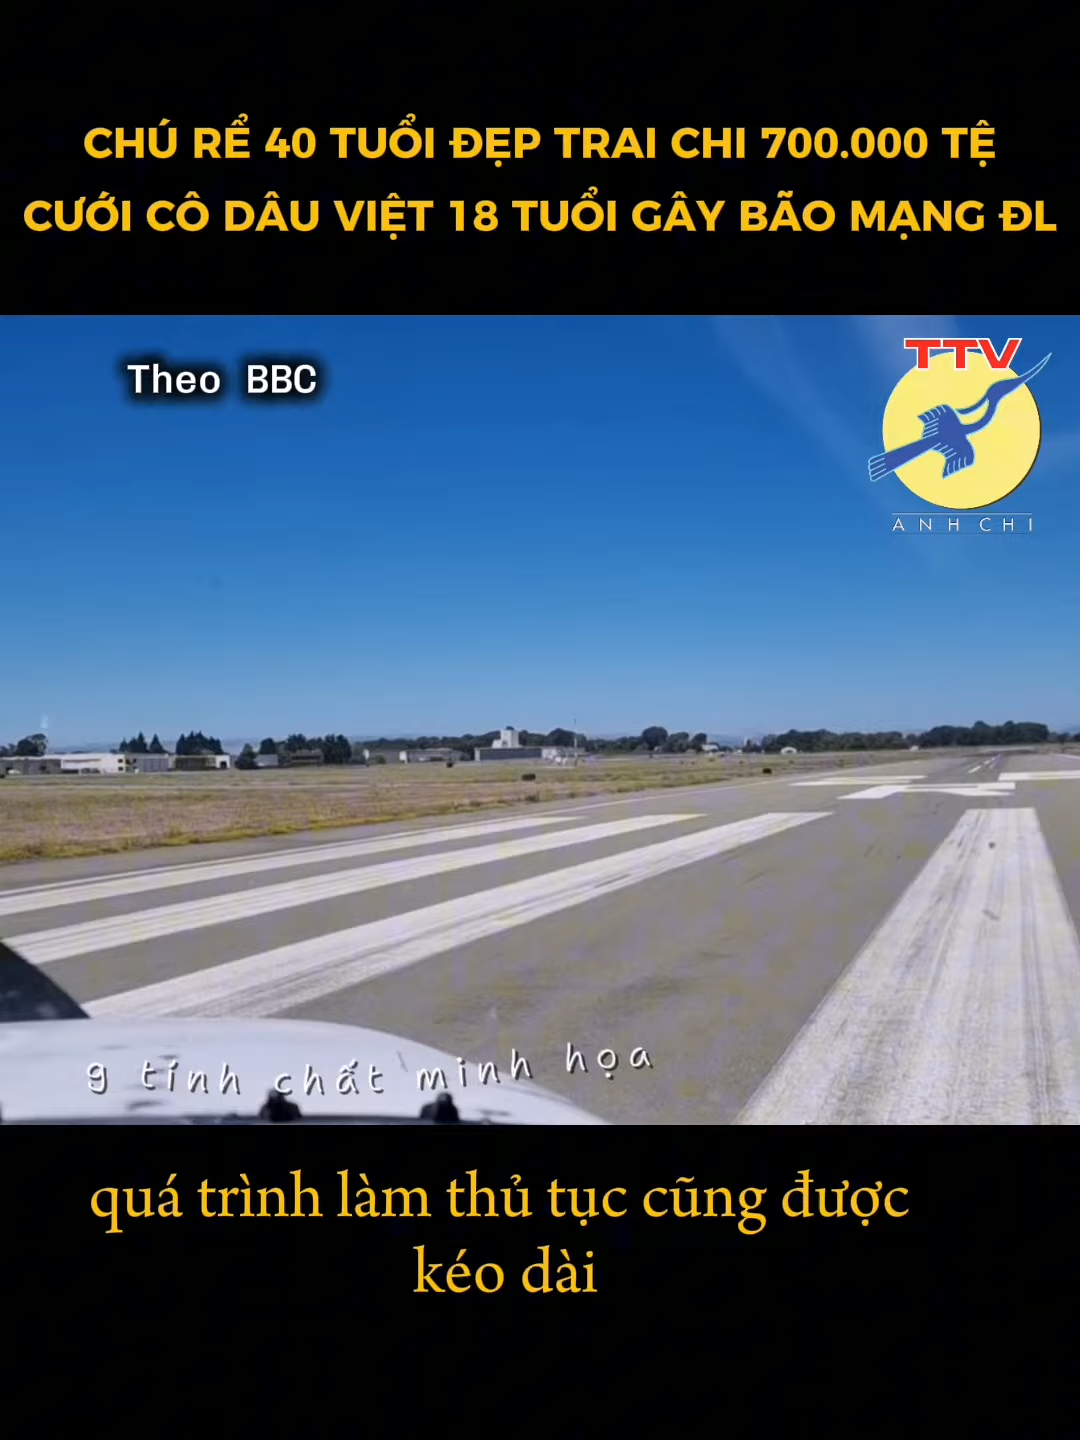 CHÚ RỂ 40 TUỔI ĐẸP TRAI CHI 700.000 TỆ
CƯỚI CÔ DÂU VIỆT 18 TUỔI GÂY BÃO MẠNG ĐL
Theo BBC
TTV
ANH CHI
g tính chất minh họa
quá trình làm thủ tục cũng được
kéo dài